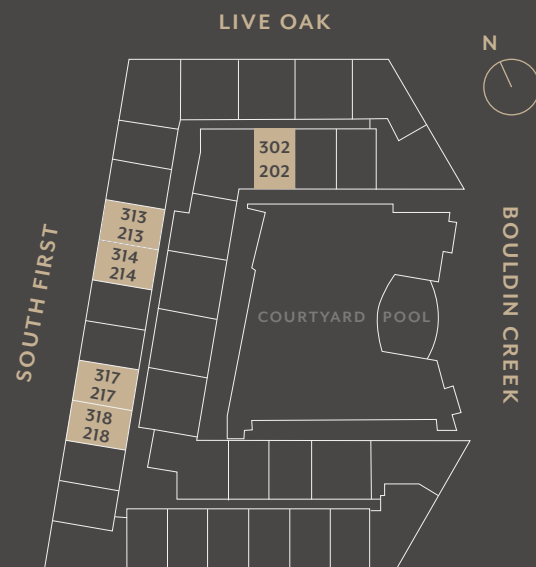 LIVE OAK
N
302
202
313
213
314
214
SOUTH FIRST
BOULDIN CREEK
COURTYARD
POOL
317
217
318
218